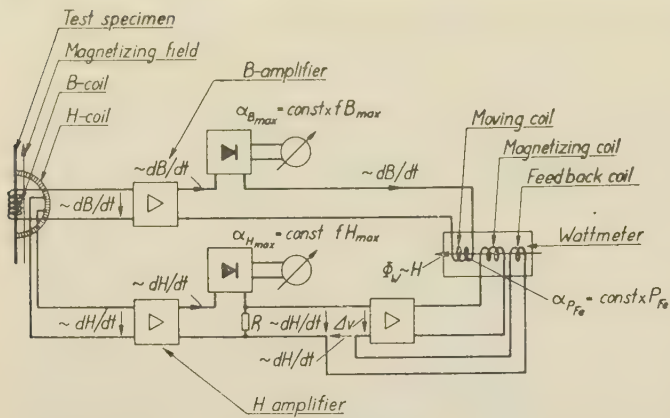 Test specimen
Magnetizing field
B-coil
H-coil
B-amplifier
α_Bmax = const x f B_max
~dB/dt
~dB/dt
~dB/dt
Moving coil
Magnetizing coil
Feedback coil
Wattmeter
Φ_W ~ H
α_PFe = const x P_Fe
α_Hmax = const f H_max
~dH/dt
~dH/dt
R
~dH/dt
Δv
~dH/dt
H amplifier